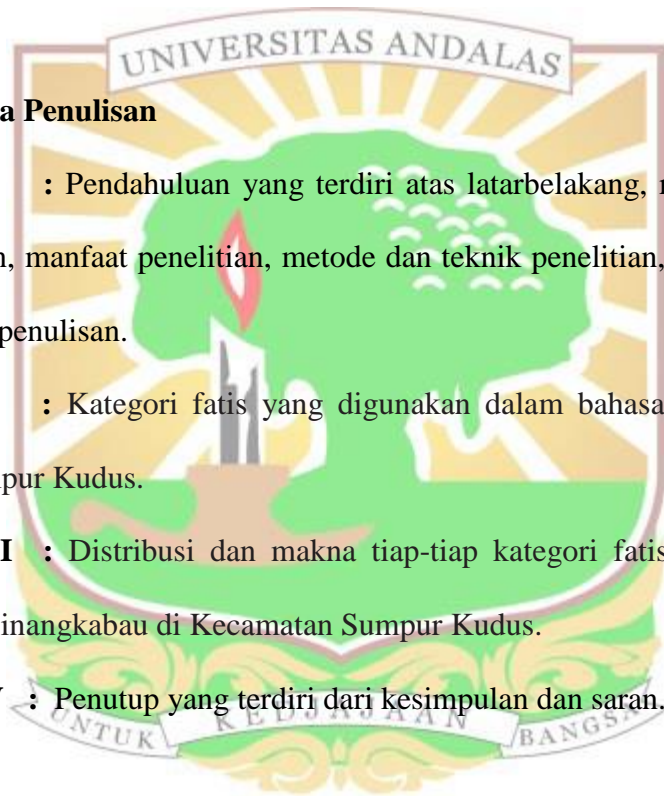 UNIVERSITAS ANDALAS
a Penulisan
: Pendahuluan yang terdiri atas latarbelakang,
, manfaat penelitian, metode dan teknik penelitian,
penulisan.
: Kategori fatis yang digunakan dalam bahasa
pur Kudus.
I : Distribusi dan makna tiap-tiap kategori fatis
inangkabau di Kecamatan Sumpur Kudus.
: Penutup yang terdiri dari kesimpulan dan saran.
UNTUK KEDJAJAAN BANGSA